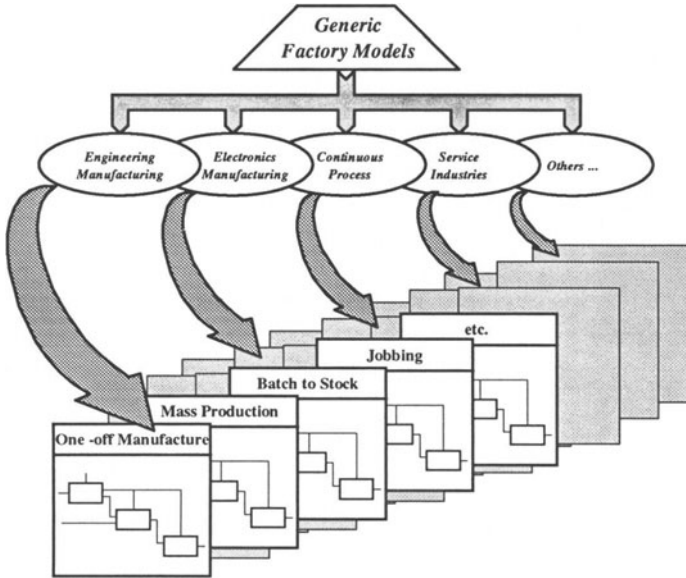 Generic
Factory Models
Engineering
Manufacturing
Electronics
Manufacturing
Continuous
Process
Service
Industries
Others ...
etc.
Jobbing
Batch to Stock
Mass Production
One -off Manufacture